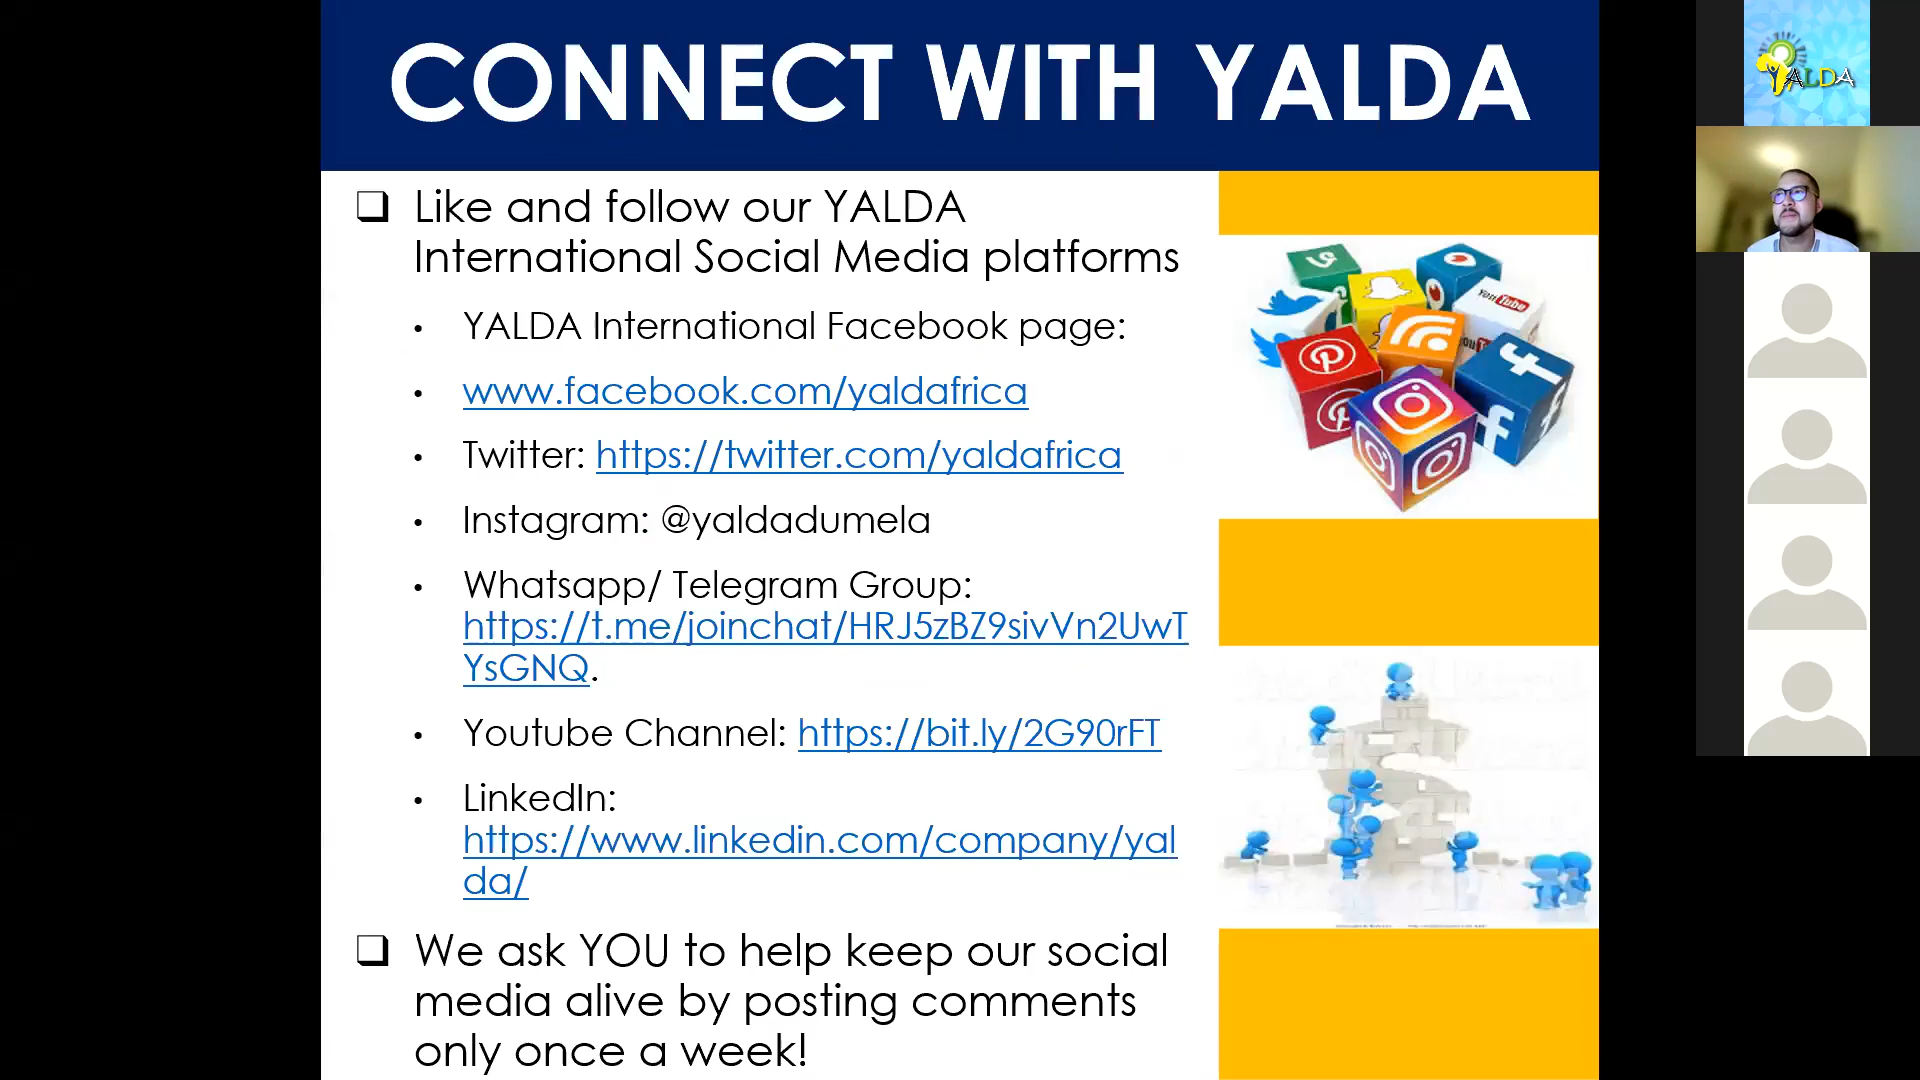 CONNECT WITH YALDA
Like and follow our YALDA
International Social Media platforms
YALDA International Facebook page:
www.facebook.com/yaldafrica
Twitter: https://twitter.com/yaldafrica
Instagram: @yaldadumela
Whatsapp/ Telegram Group:
https://t.me/joinchat/HRJ5zBZ9sivVn2UwT
YsGNQ.
Youtube Channel: https://bit.ly/2G90rFT
LinkedIn:
https://www.linkedin.com/company/yal
da/
We ask YOU to help keep our social
media alive by posting comments
only once a week!
You Tube
YALDA